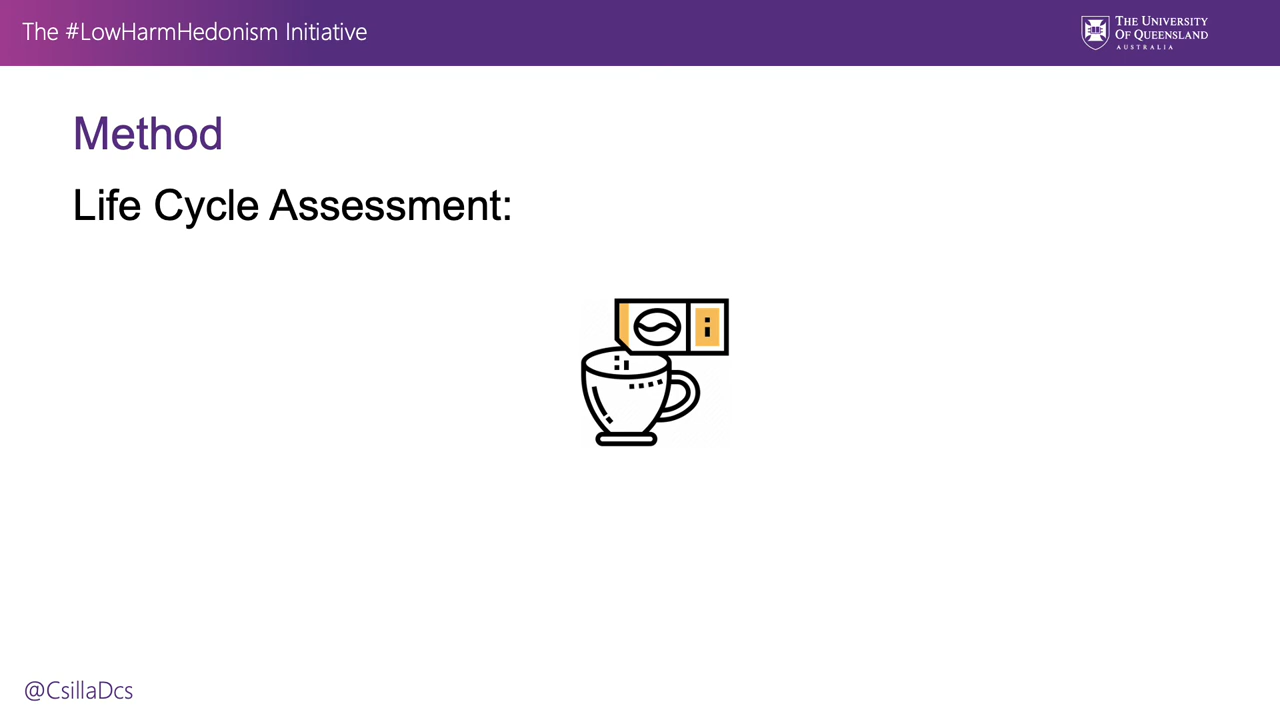 The #LowHarmHedonism Initiative
THE UNIVERSITY
OF QUEENSLAND
AUSTRALIA
Method
Life Cycle Assessment:
@CsillaDcs